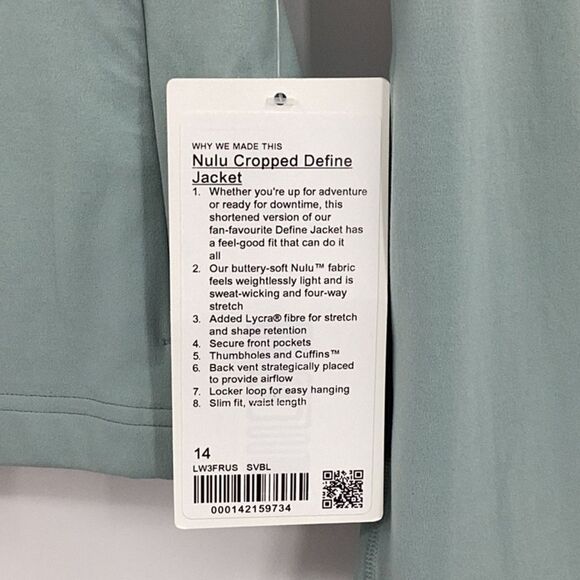 WHY WE MADE THIS
Nulu Cropped Define
Jacket
1. Whether you're up for adventure
or ready for downtime, this
shortened version of our
fan-favourite Define Jacket has
a feel-good fit that can do it
all
2. Our buttery-soft Nulu™ fabric
feels weightlessly light and is
sweat-wicking and four-way
stretch
3. Added Lycra® fibre for stretch
and shape retention
4. Secure front pockets
5. Thumbholes and Cuffins™
6. Back vent strategically placed
to provide airflow
7. Locker loop for easy hanging
8. Slim fit, waist length
14
LW3FRUS SVBL
000142159734